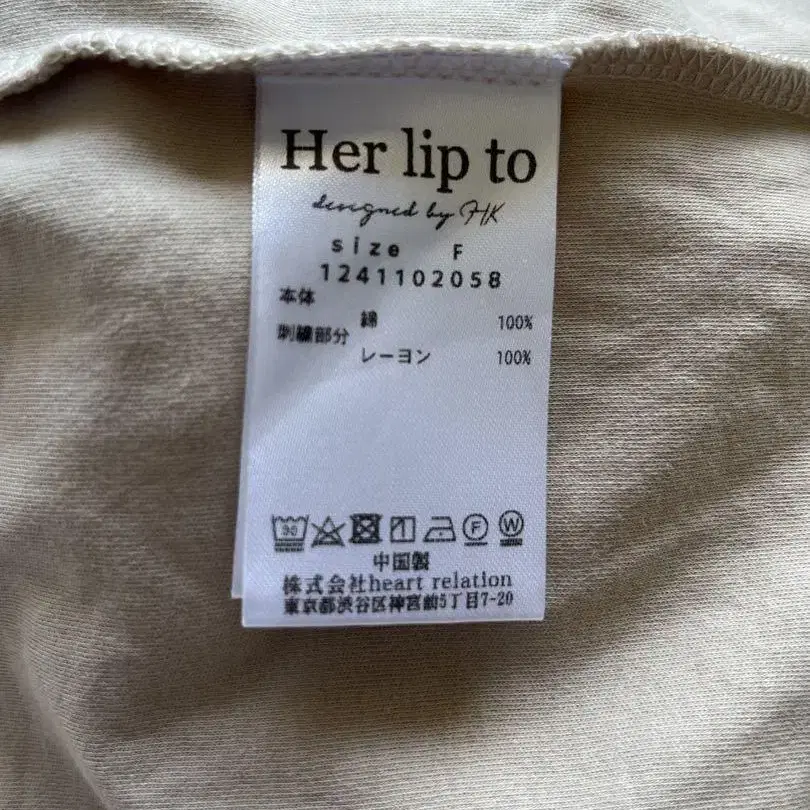 Her lip to
designed by HK
size F
1241102058
本体
綿 100%
刺繍部分
レーヨン 100%
30 F W
中国製
株式会社heart relation
東京都渋谷区神宮前5丁目7-20